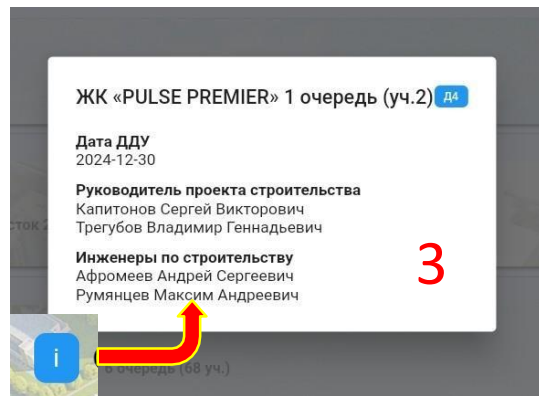 ЖК «PULSE PREMIER» 1 очередь (уч.2) Д4
Дата ДДУ
2024-12-30
Руководитель проекта строительства
Капитонов Сергей Викторович
Трегубов Владимир Геннадьевич
Инженеры по строительству
Афромеев Андрей Сергеевич
Румянцев Максим Андреевич
3
i
6 очередь (68 уч.)